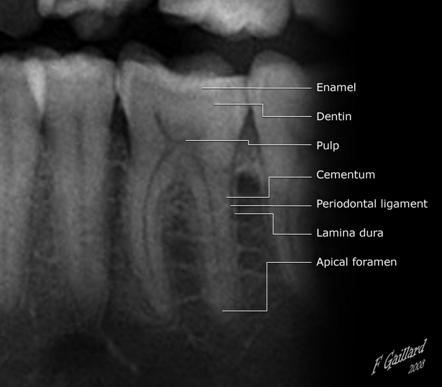 Enamel
Dentin
Pulp
Cementum
Periodontal ligament
Lamina dura
Apical foramen
F Gaillard
2008